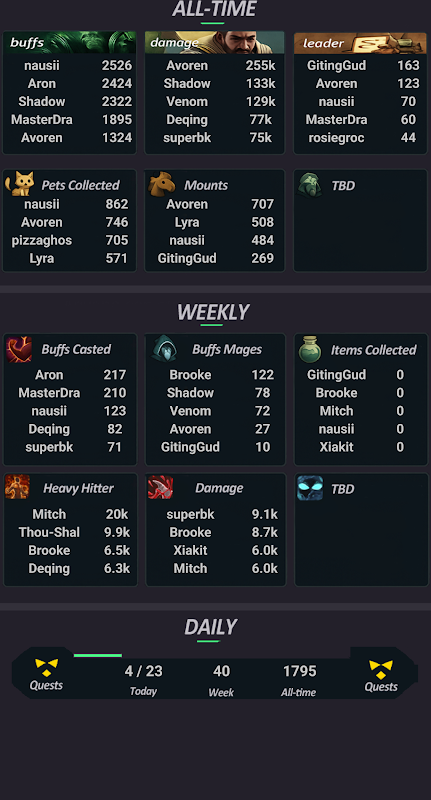 ALL-TIME
buffs
nausii 2526
Aron 2424
Shadow 2322
MasterDra 1895
Avoren 1324
damage
Avoren 255k
Shadow 133k
Venom 129k
Deqing 77k
superbk 75k
leader
GitingGud 163
Avoren 123
nausii 70
MasterDra 60
rosiegroc 44
Pets Collected
nausii 862
Avoren 746
pizzaghos 705
Lyra 571
Mounts
Avoren 707
Lyra 508
nausii 484
GitingGud 269
TBD
WEEKLY
Buffs Casted
Aron 217
MasterDra 210
nausii 123
Deqing 82
superbk 71
Buffs Mages
Brooke 122
Shadow 78
Venom 72
Avoren 27
GitingGud 10
Items Collected
GitingGud 0
Brooke 0
Mitch 0
nausii 0
Xiakit 0
Heavy Hitter
Mitch 20k
Thou-Shal 9.9k
Brooke 6.5k
Deqing 6.3k
Damage
superbk 9.1k
Brooke 8.7k
Xiakit 6.0k
Mitch 6.0k
TBD
DAILY
Quests
4 / 23
Today
40
Week
1795
All-time
Quests